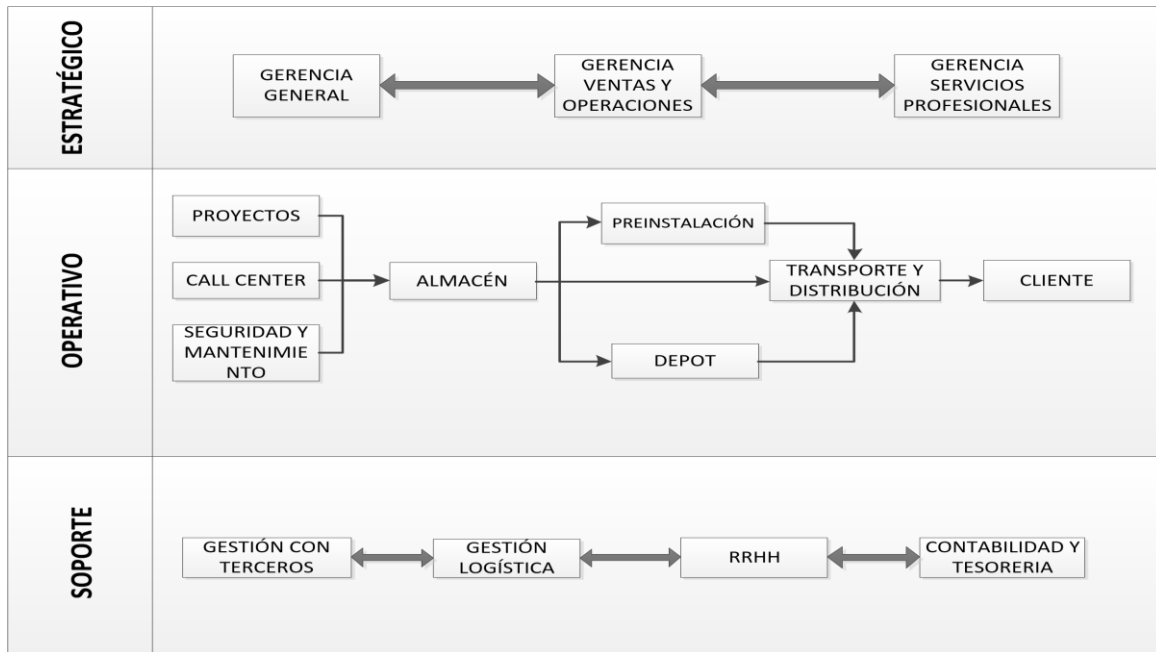 ESTRATÉGICO
GERENCIA
GENERAL
GERENCIA
VENTAS Y
OPERACIONES
GERENCIA
SERVICIOS
PROFESIONALES
OPERATIVO
PROYECTOS
CALL CENTER
SEGURIDAD Y
MANTENIMIE
NTO
ALMACÉN
PREINSTALACIÓN
DEPOT
TRANSPORTE Y
DISTRIBUCIÓN
CLIENTE
SOPORTE
GESTIÓN CON
TERCEROS
GESTIÓN
LOGÍSTICA
RRHH
CONTABILIDAD Y
TESORERIA